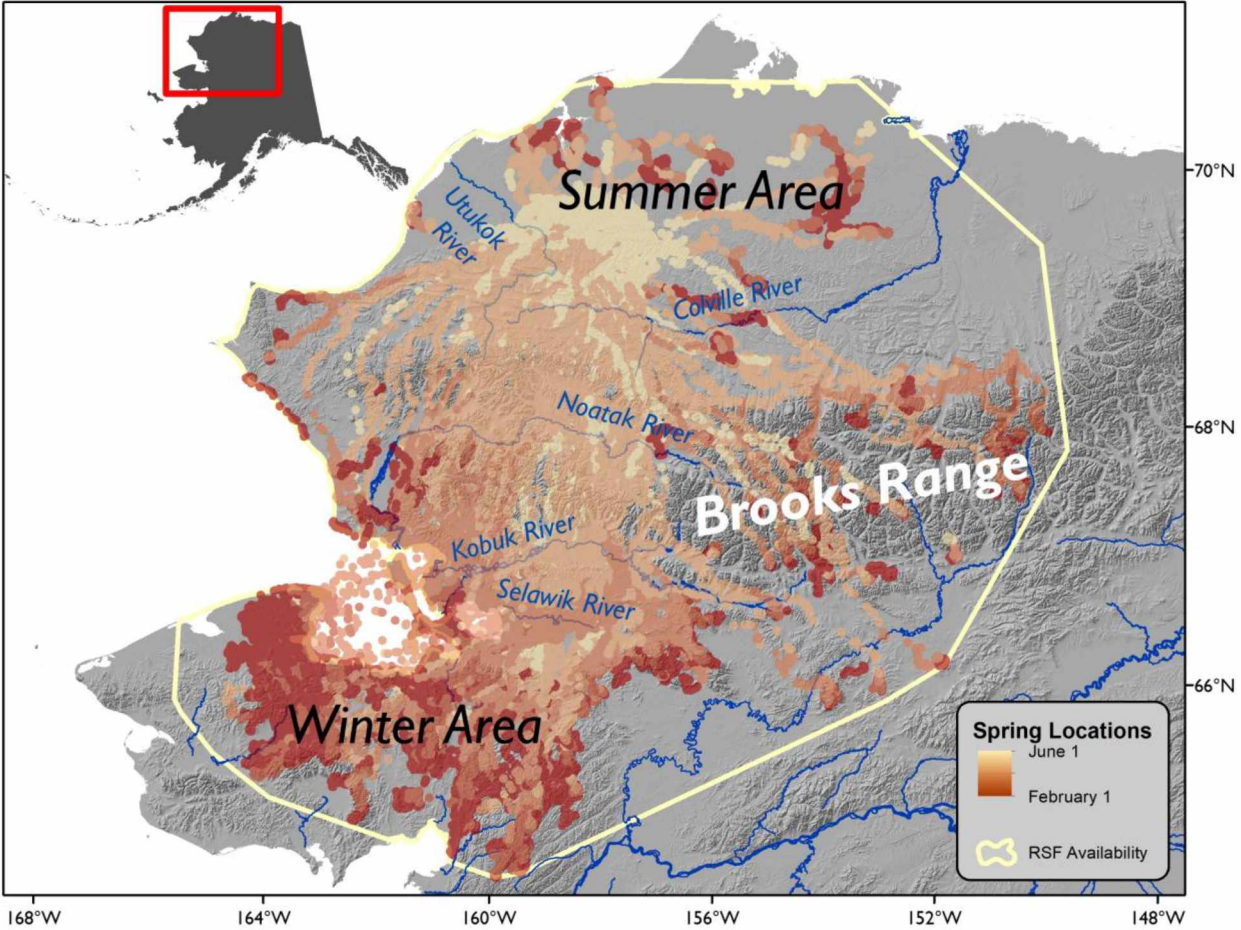 Summer Area
70°N
Utukok
River
Colville River
Noatak River
68°N
Brooks Range
Kobuk River
Selawik River
66°N
Winter Area
Spring Locations
June 1
February 1
RSF Availability
168°W
164°W
160°W
156°W
152°W
148°W